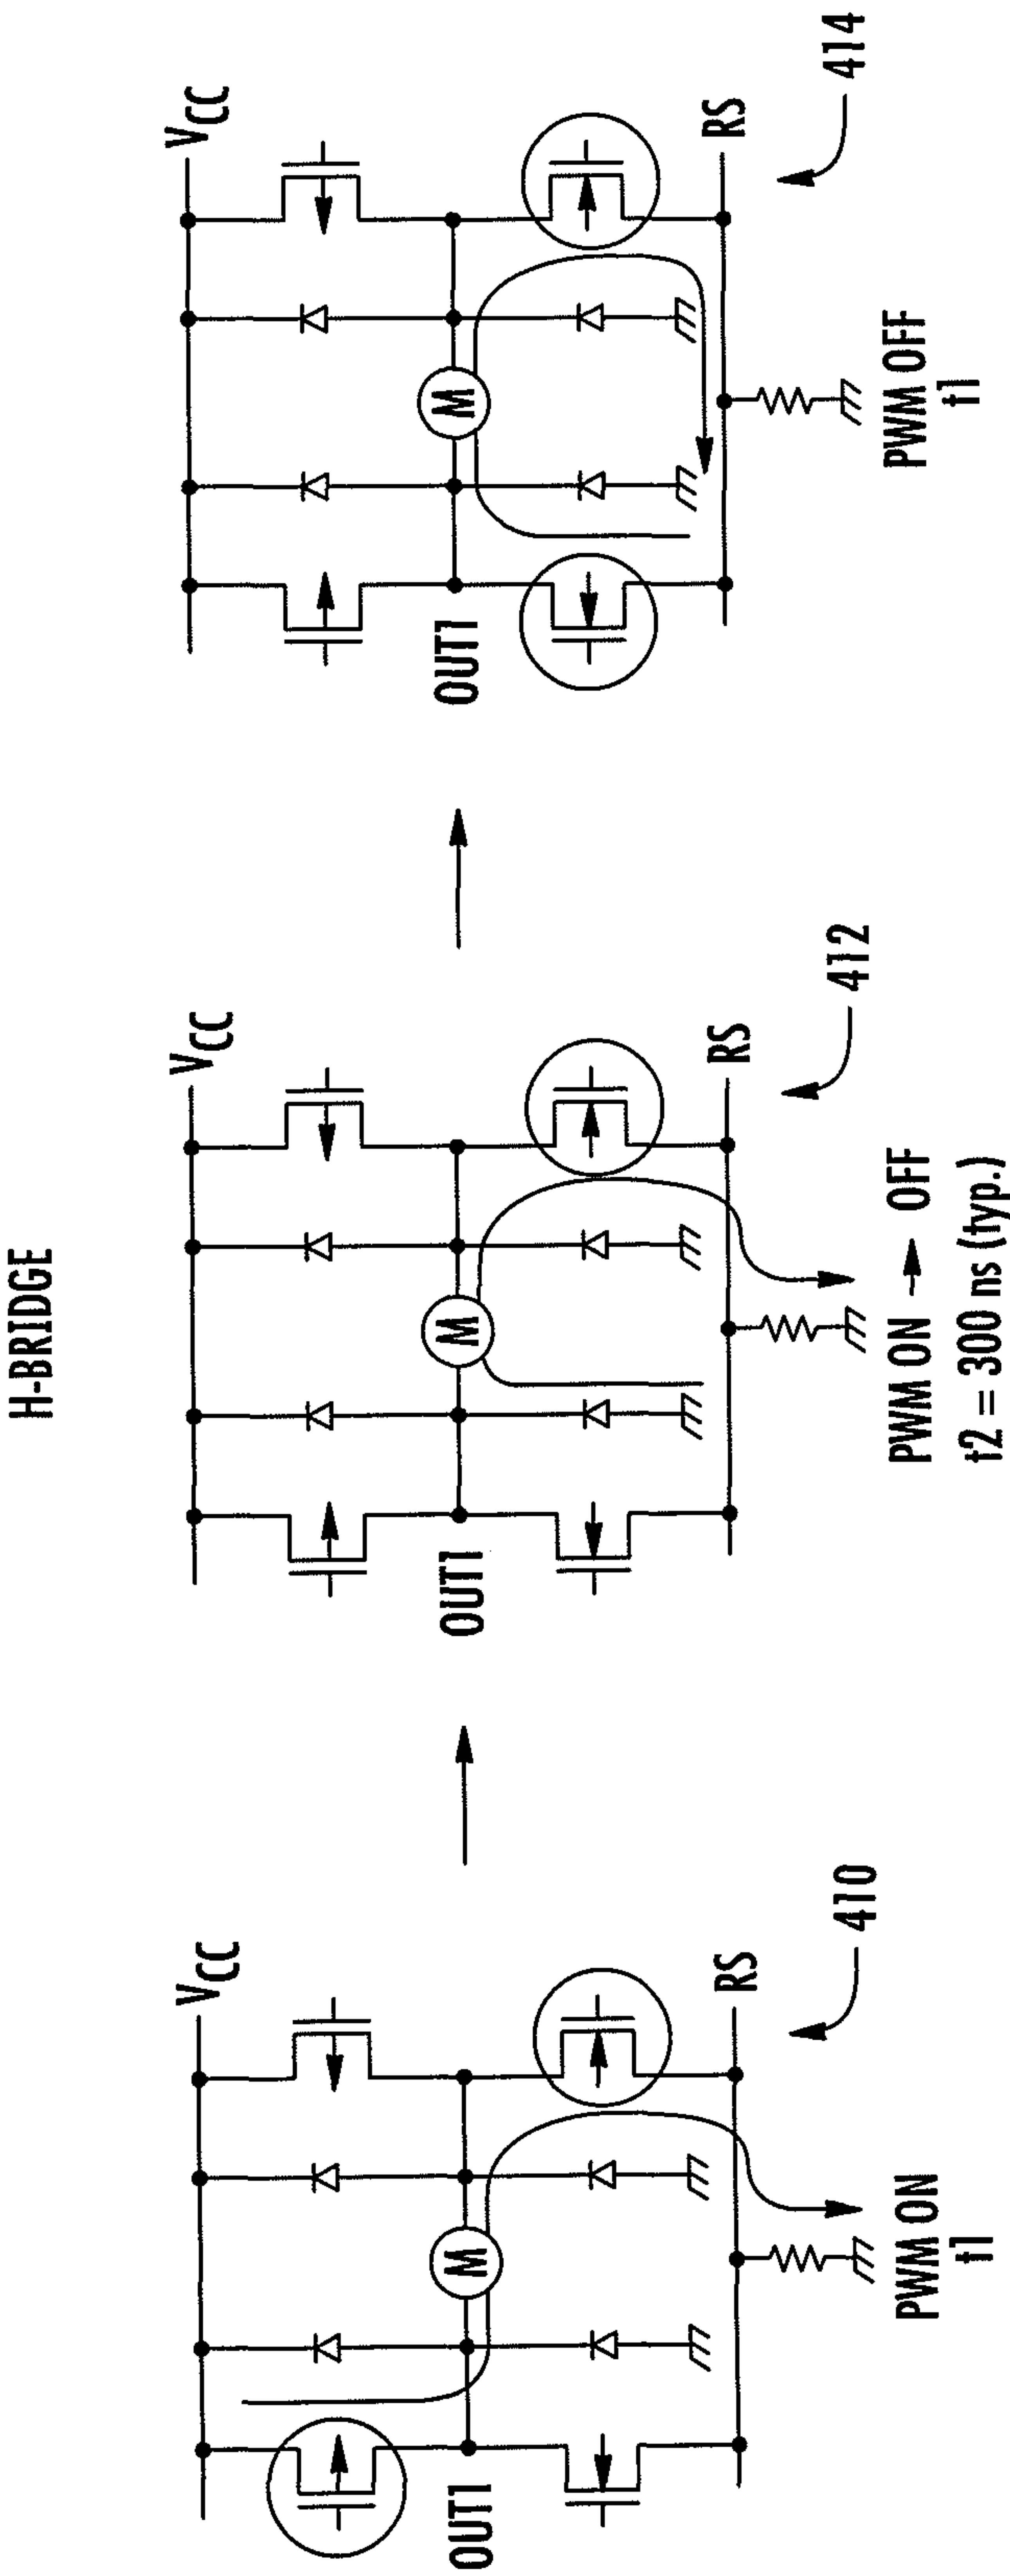 H-BRIDGE
VCC
OUT1
M
RS
410
PWM ON
t1
VCC
OUT1
M
RS
412
PWM ON → OFF
t2 = 300 ns (typ.)
VCC
OUT1
M
RS
414
PWM OFF
t1